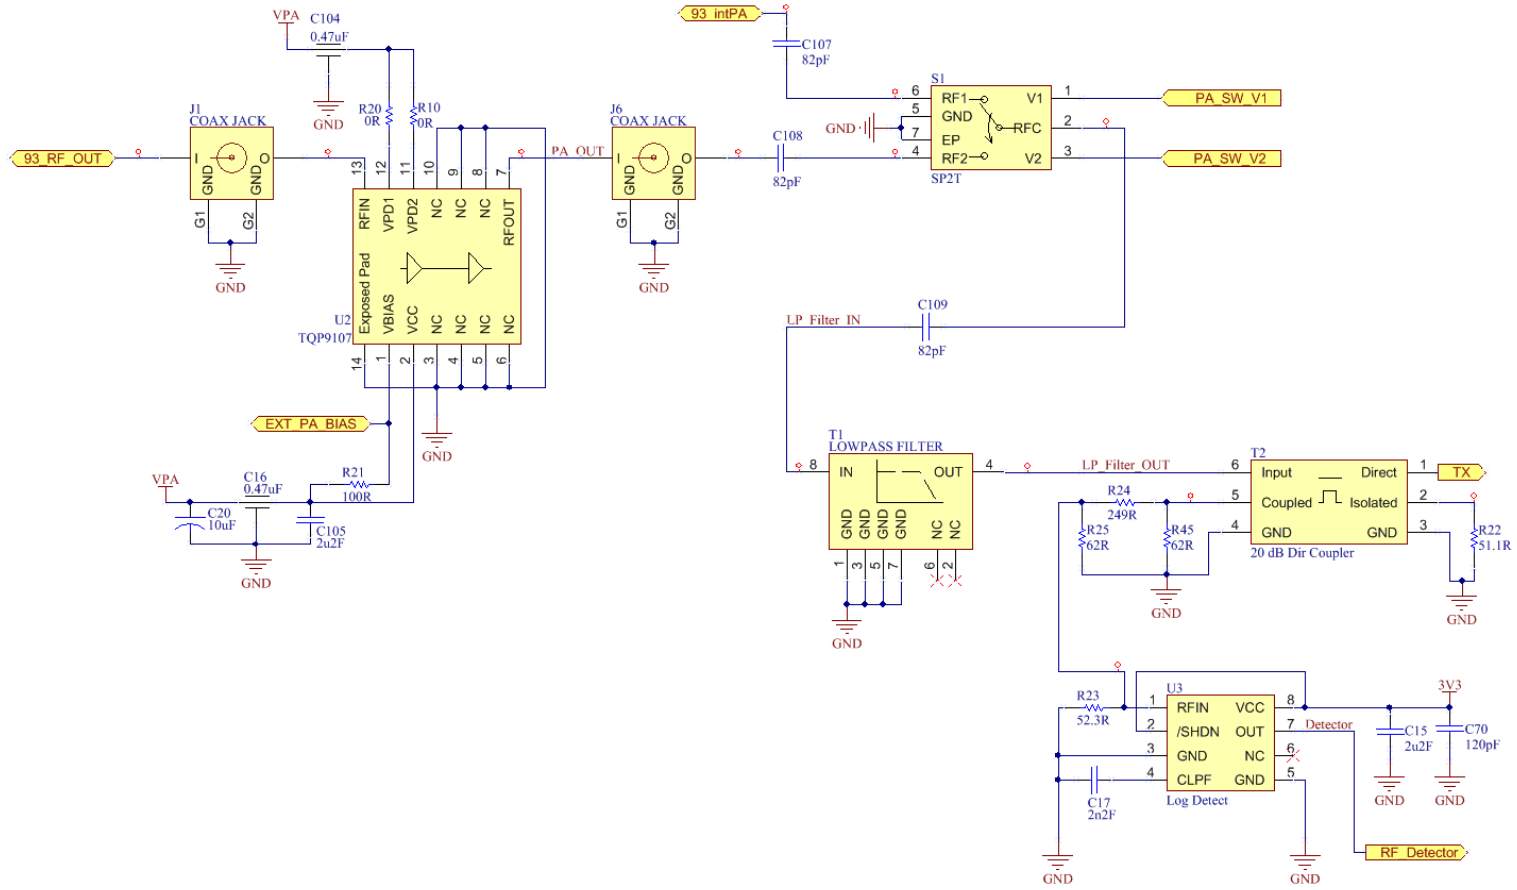 93_intPA
C107
82pF
VPA
C104
0.47uF
GND
R20
0R
R10
0R
J1
COAX JACK
93_RF_OUT
I
O
GND
GND
G1
G2
GND
13
12
11
10
9
8
7
RFIN
VPD1
VPD2
NC
NC
NC
RFOUT
Exposed Pad
VBIAS
VCC
NC
NC
NC
NC
U2
TQP9107
14
1
2
3
4
5
6
GND
PA_OUT
J6
COAX JACK
I
O
GND
GND
G1
G2
GND
C108
82pF
S1
6
RF1
V1
1
PA_SW_V1
5
GND
GND
RFC
2
7
EP
4
RF2
V2
3
PA_SW_V2
SP2T
C109
82pF
LP_Filter_IN
EXT_PA_BIAS
VPA
C16
0.47uF
R21
100R
C20
10uF
C105
2u2F
GND
T1
LOWPASS FILTER
8
IN
OUT
4
GND
GND
GND
GND
NC
NC
1
3
5
7
6
2
GND
LP_Filter_OUT
T2
6
Input
Direct
1
TX
5
Coupled
Isolated
2
4
GND
GND
3
20 dB Dir Coupler
R24
249R
R25
62R
R45
62R
GND
R22
51.1R
GND
U3
1
RFIN
VCC
8
2
/SHDN
OUT
7
Detector
3
GND
NC
6
4
CLPF
GND
5
Log Detect
R23
52.3R
C17
2n2F
GND
GND
3V3
C15
2u2F
C70
120pF
GND
GND
RF_Detector